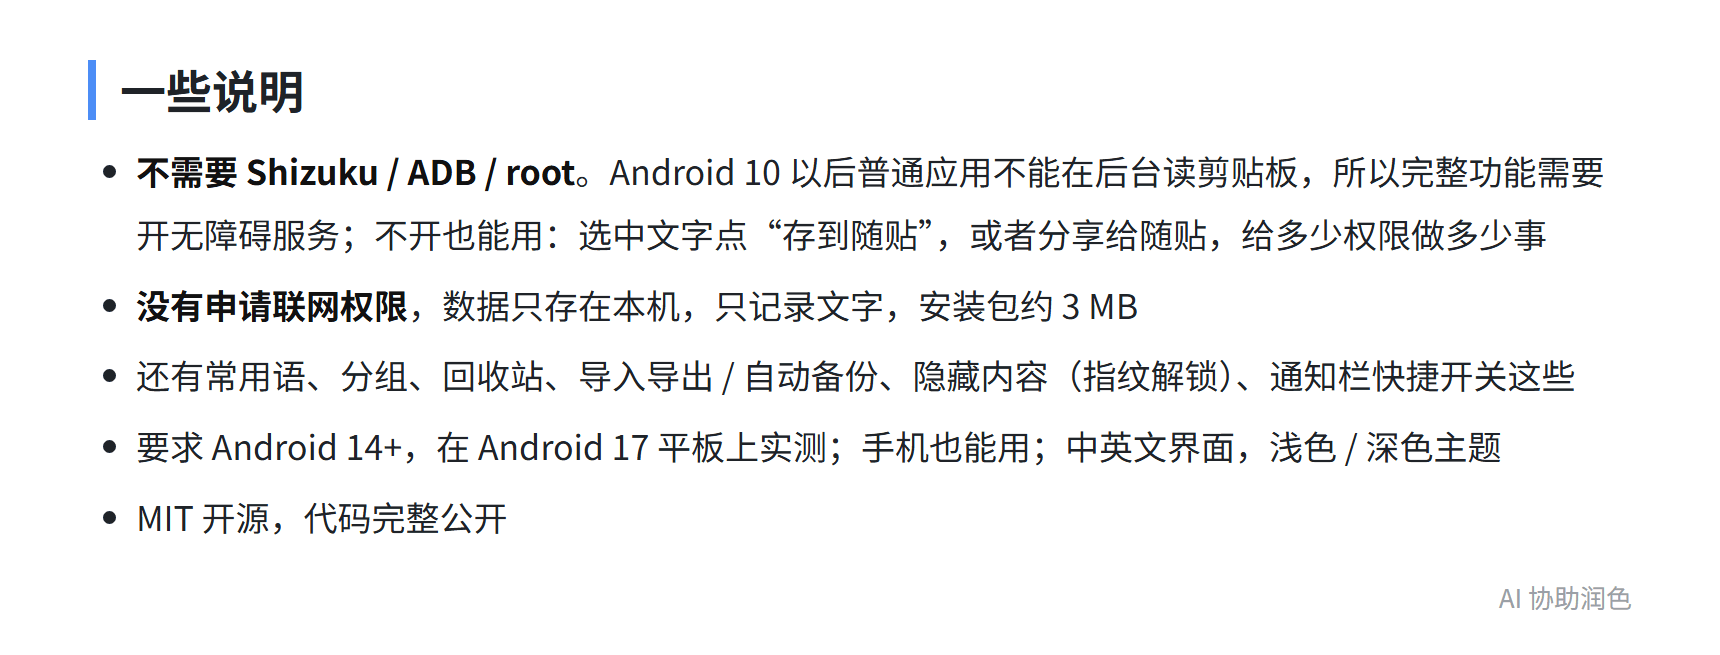 一些说明
不需要 Shizuku / ADB / root。Android 10 以后普通应用不能在后台读剪贴板，所以完整功能需要
开无障碍服务；不开也能用：选中文字点“存到随贴”，或者分享给随贴，给多少权限做多少事
没有申请联网权限，数据只存在本机，只记录文字，安装包约 3 MB
还有常用语、分组、回收站、导入导出 / 自动备份、隐藏内容（指纹解锁）、通知栏快捷开关这些
要求 Android 14+，在 Android 17 平板上实测；手机也能用；中英文界面，浅色 / 深色主题
MIT 开源，代码完整公开
AI 协助润色